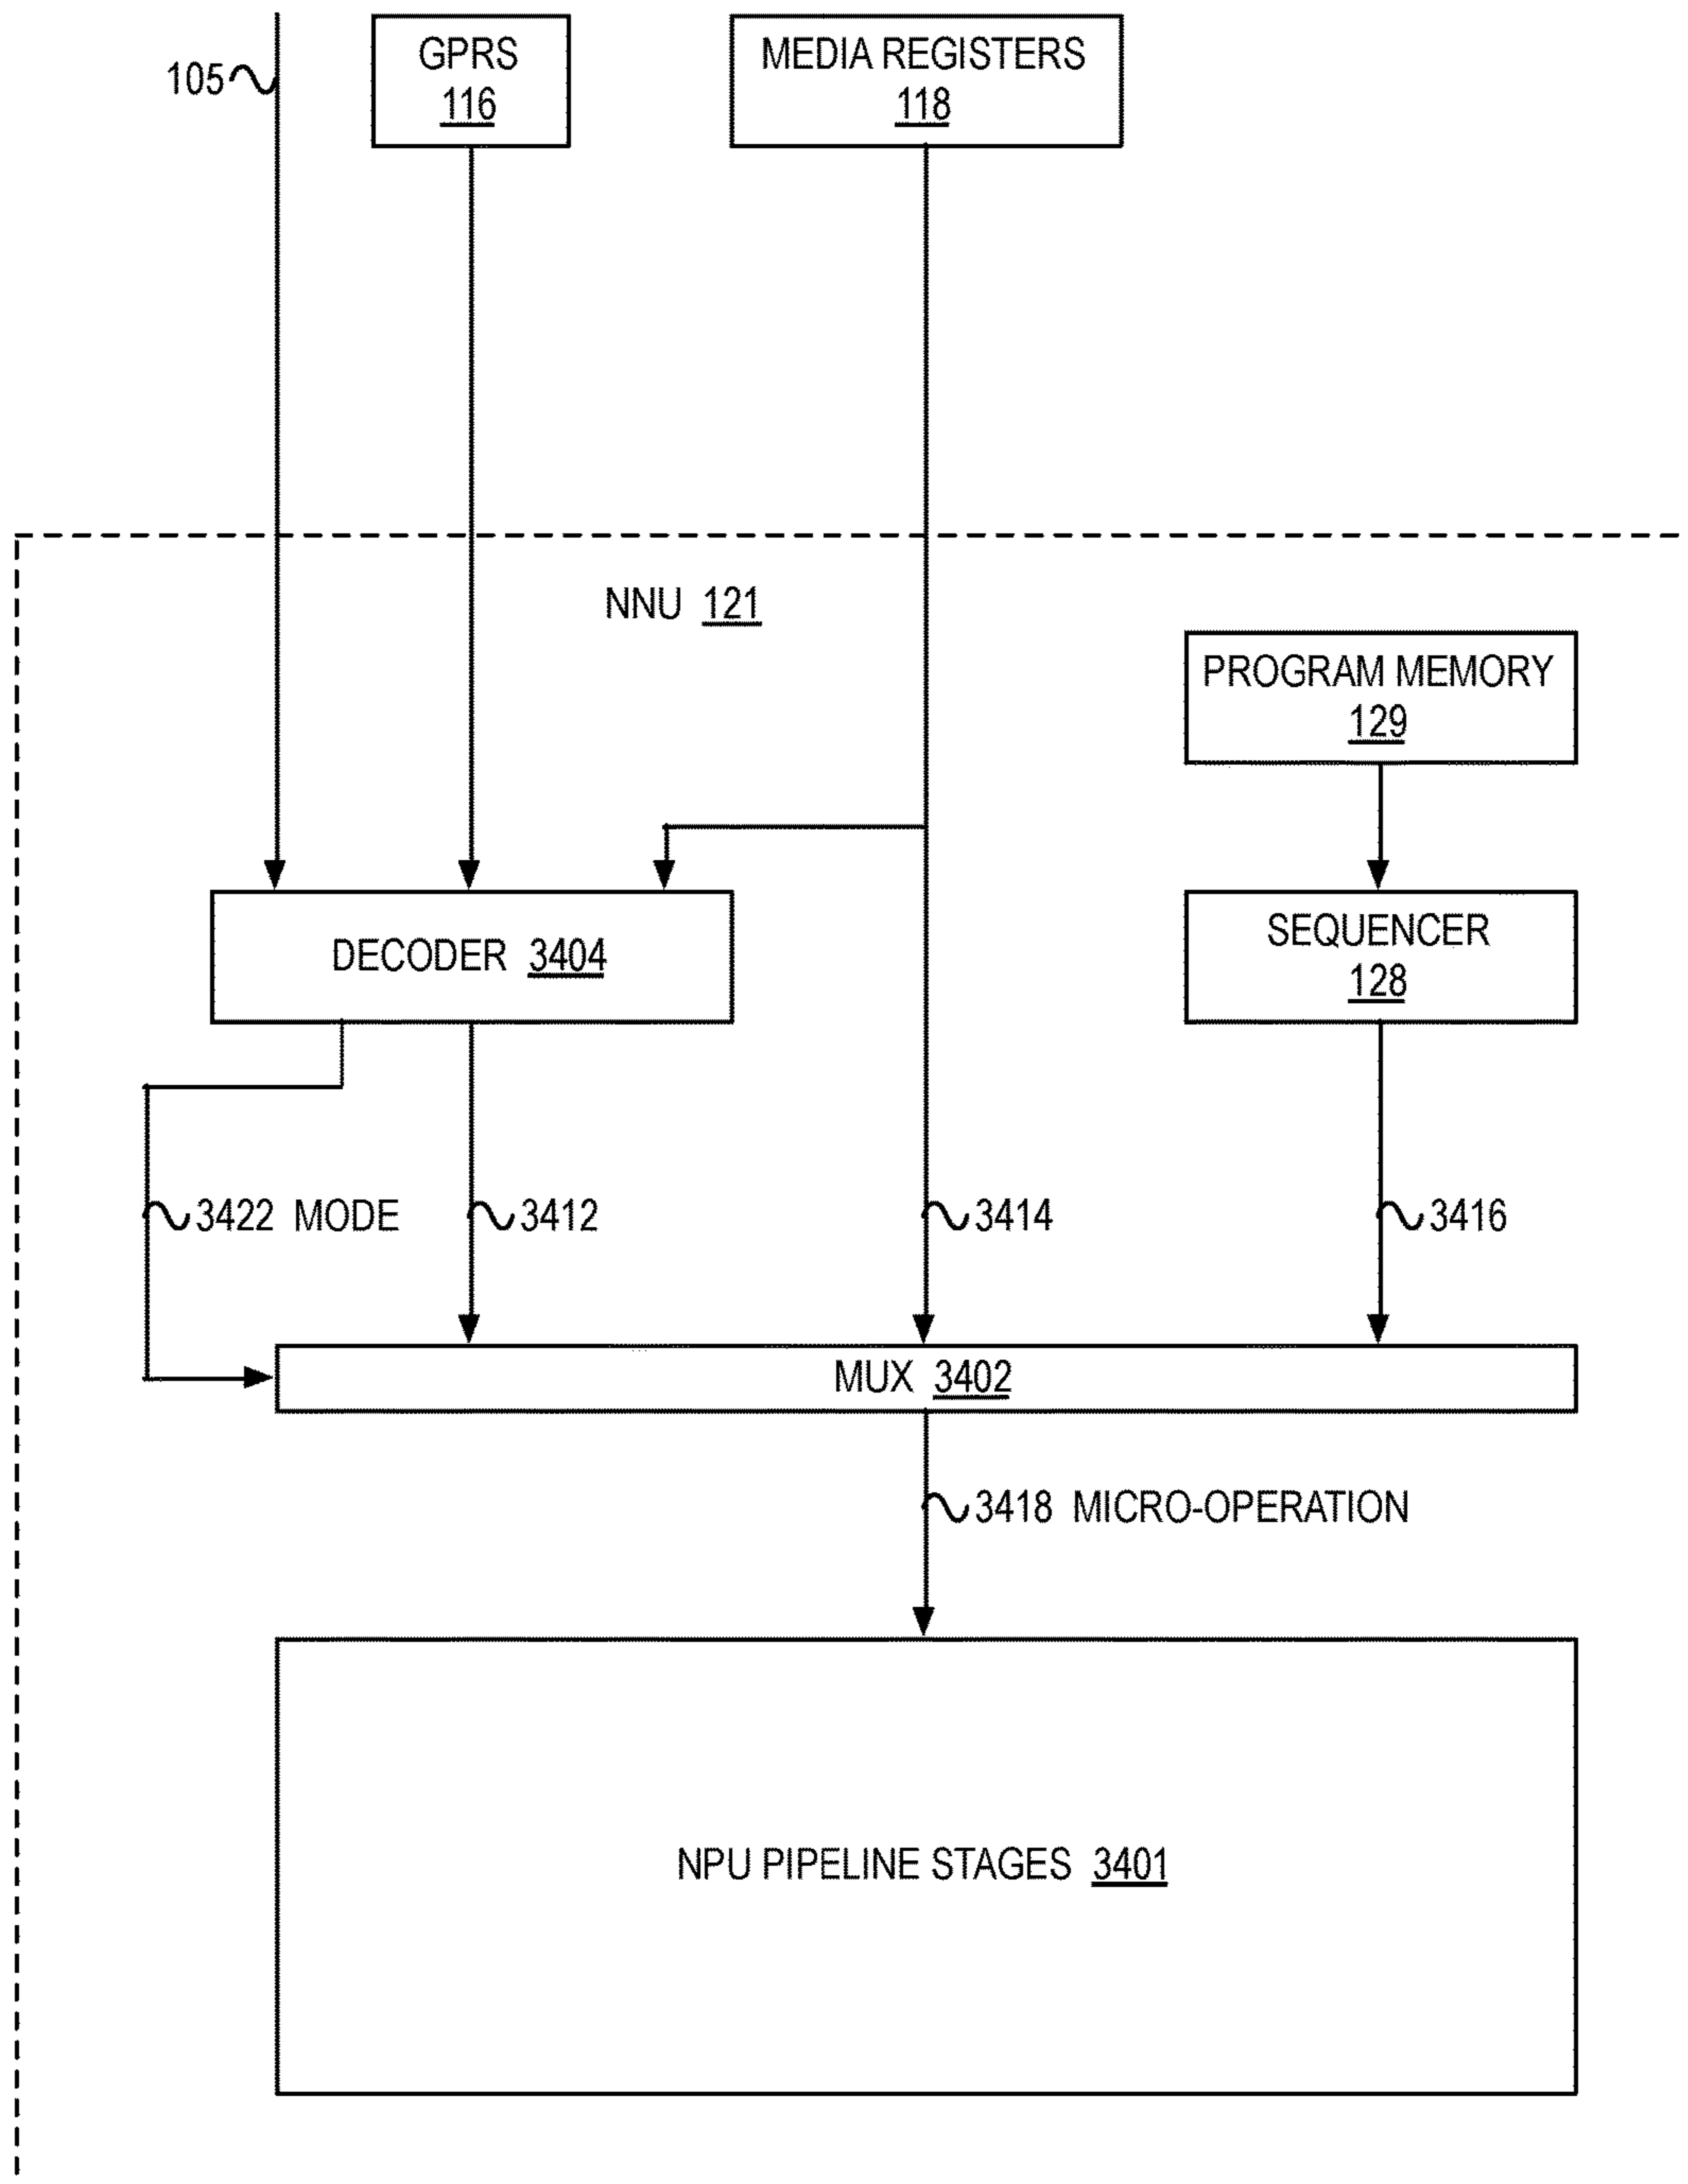 105
GPRS
116
MEDIA REGISTERS
118
NNU 121
PROGRAM MEMORY
129
DECODER 3404
SEQUENCER
128
3422 MODE
3412
3414
3416
MUX 3402
3418 MICRO-OPERATION
NPU PIPELINE STAGES 3401